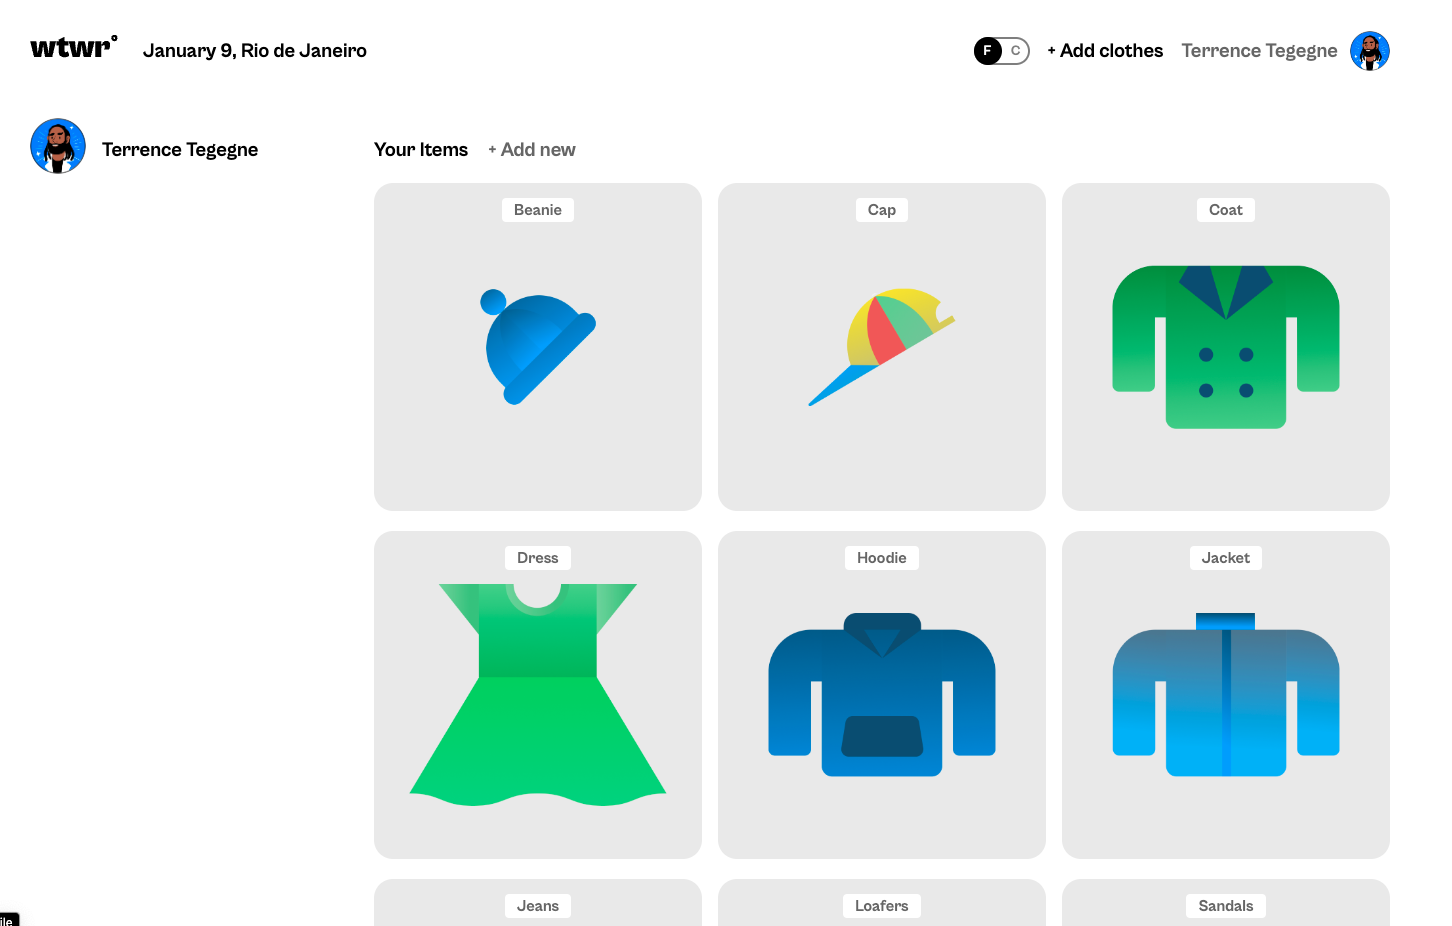 wtwr°
January 9, Rio de Janeiro
F C
+ Add clothes
Terrence Tegegne
Terrence Tegegne
Your Items
+ Add new
Beanie
Cap
Coat
Dress
Hoodie
Jacket
Jeans
Loafers
Sandals
ile